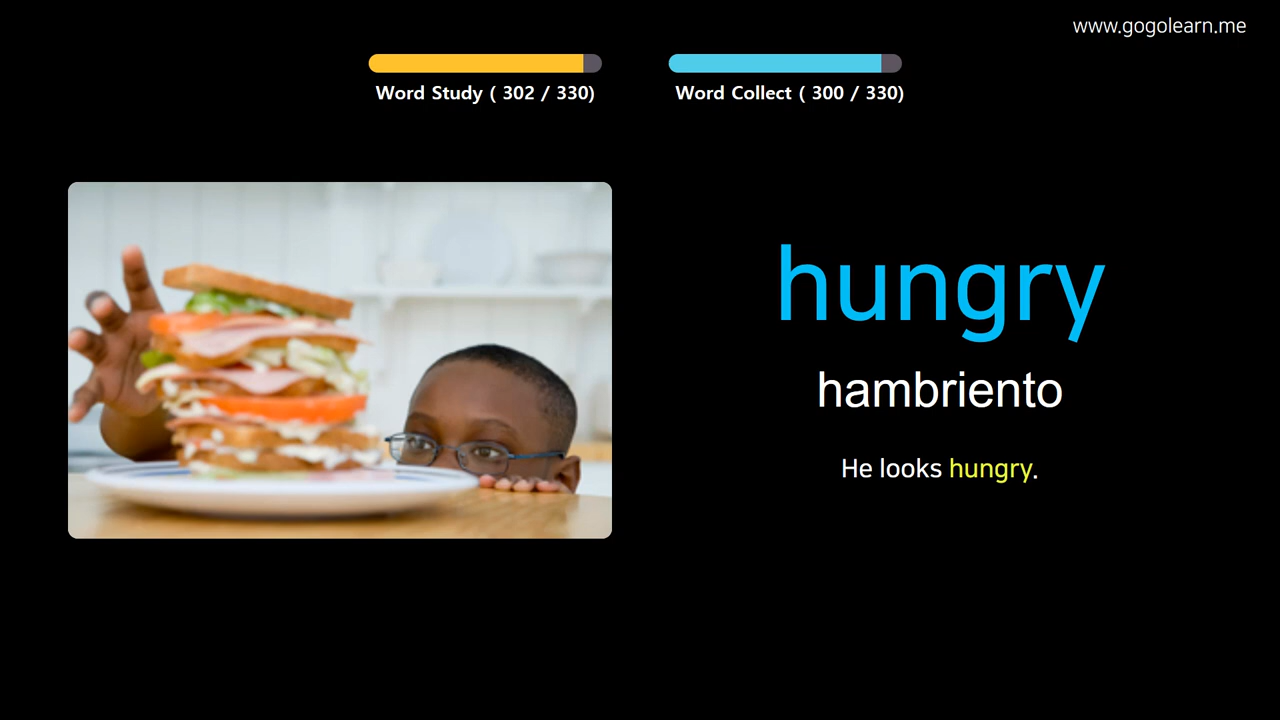 www.gogolearn.me
Word Study ( 302 / 330)
Word Collect ( 300 / 330)
hungry
hambriento
He looks hungry.